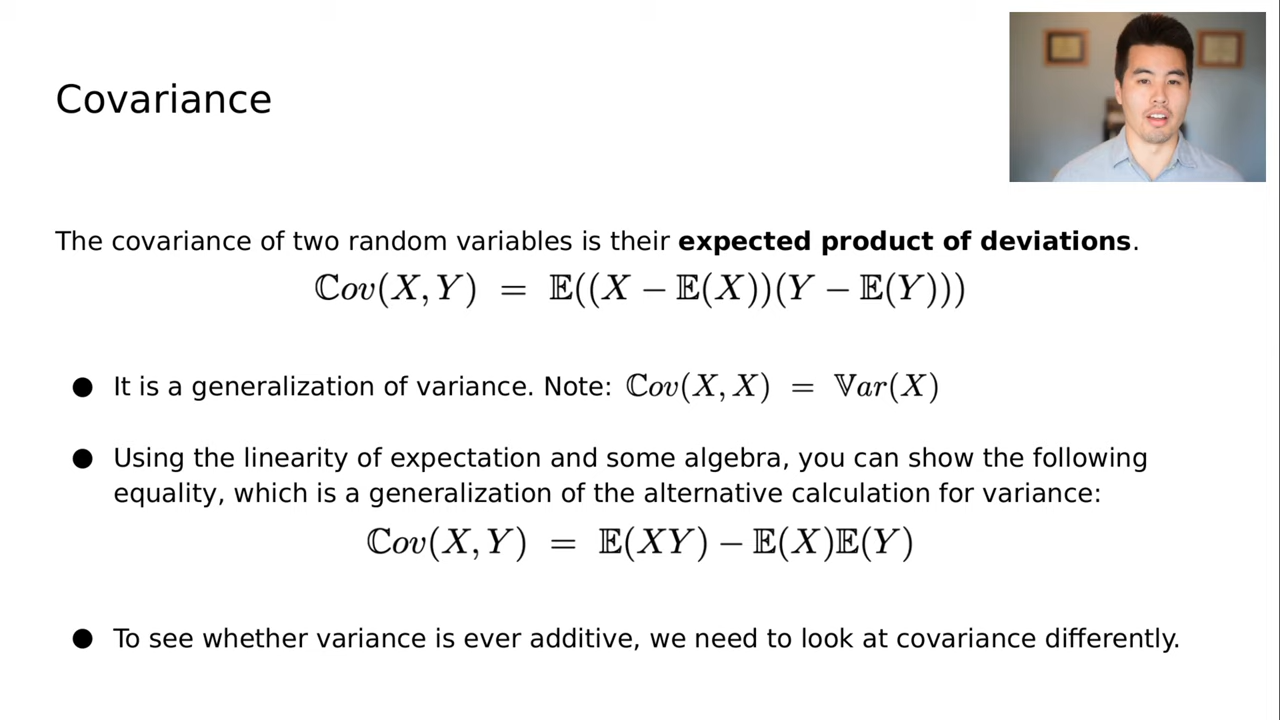 Covariance
The covariance of two random variables is their expected product of deviations.
ℂov(X, Y) = 𝔼((X − 𝔼(X))(Y − 𝔼(Y)))
● It is a generalization of variance. Note: ℂov(X, X) = 𝕍ar(X)
● Using the linearity of expectation and some algebra, you can show the following
equality, which is a generalization of the alternative calculation for variance:
ℂov(X, Y) = 𝔼(XY) − 𝔼(X)𝔼(Y)
● To see whether variance is ever additive, we need to look at covariance differently.